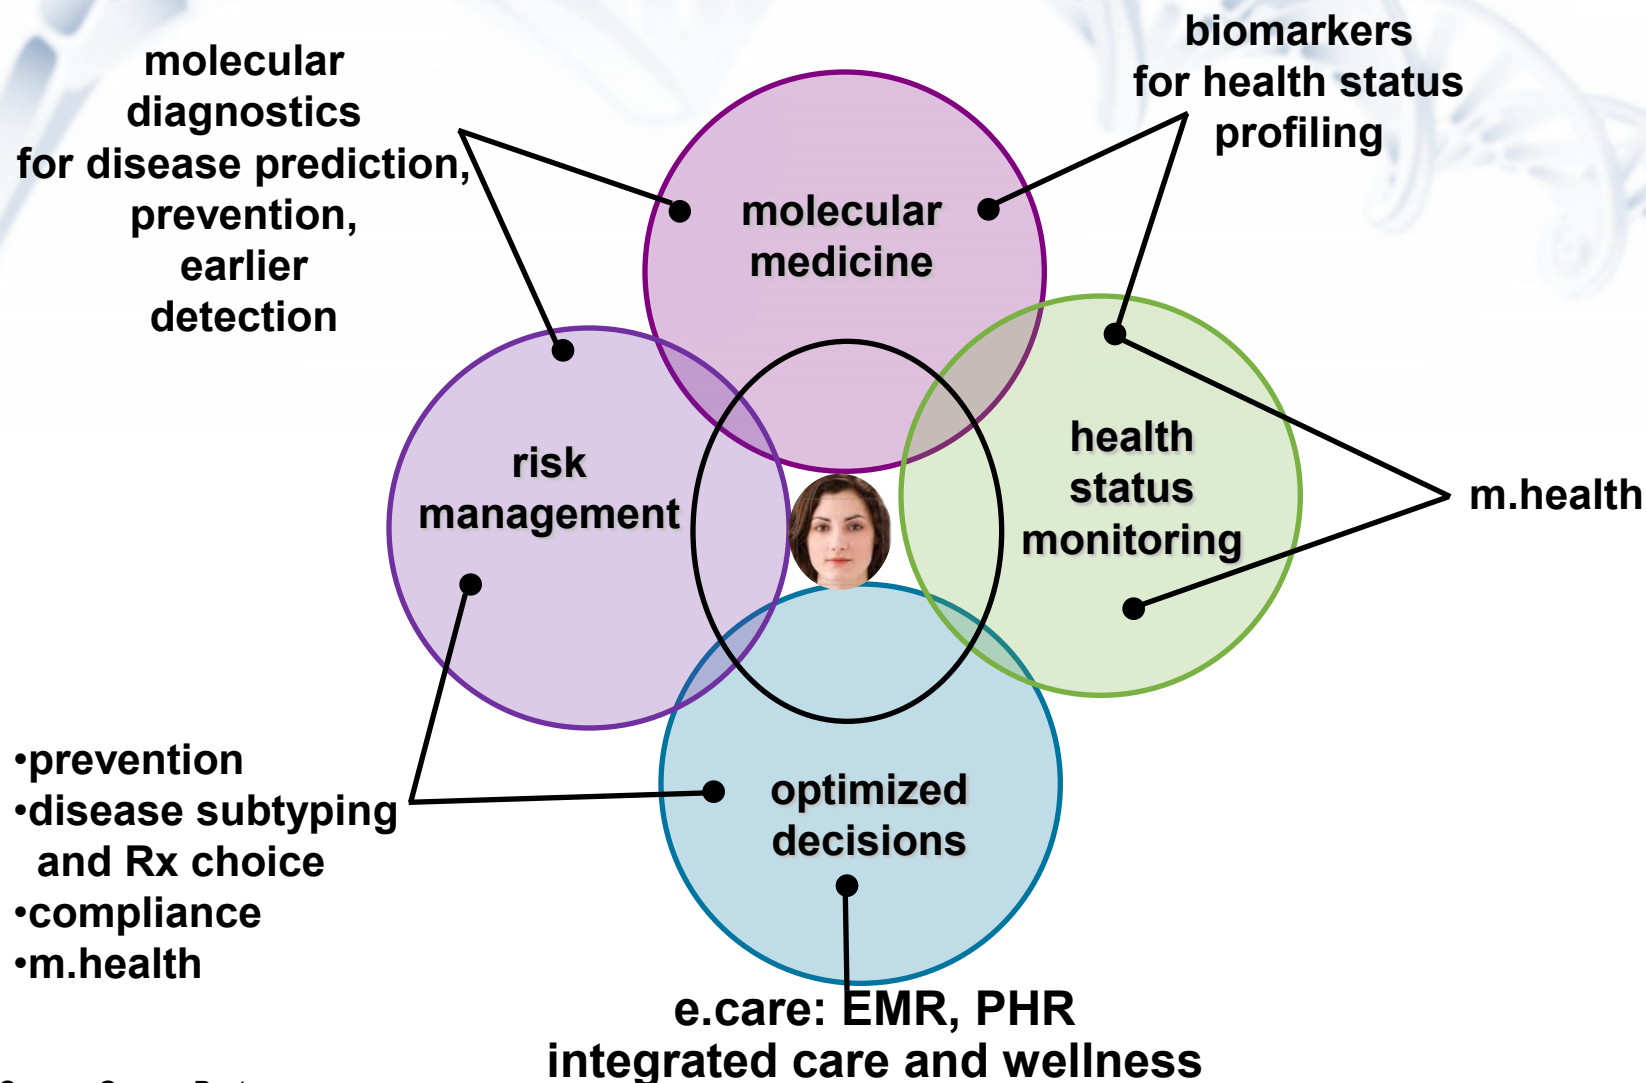 molecular
diagnostics
for disease prediction,
prevention,
earlier
detection
biomarkers
for health status
profiling
molecular
medicine
risk
management
health
status
monitoring
m.health
•prevention
•disease subtyping
and Rx choice
•compliance
•m.health
optimized
decisions
e.care: EMR, PHR
integrated care and wellness